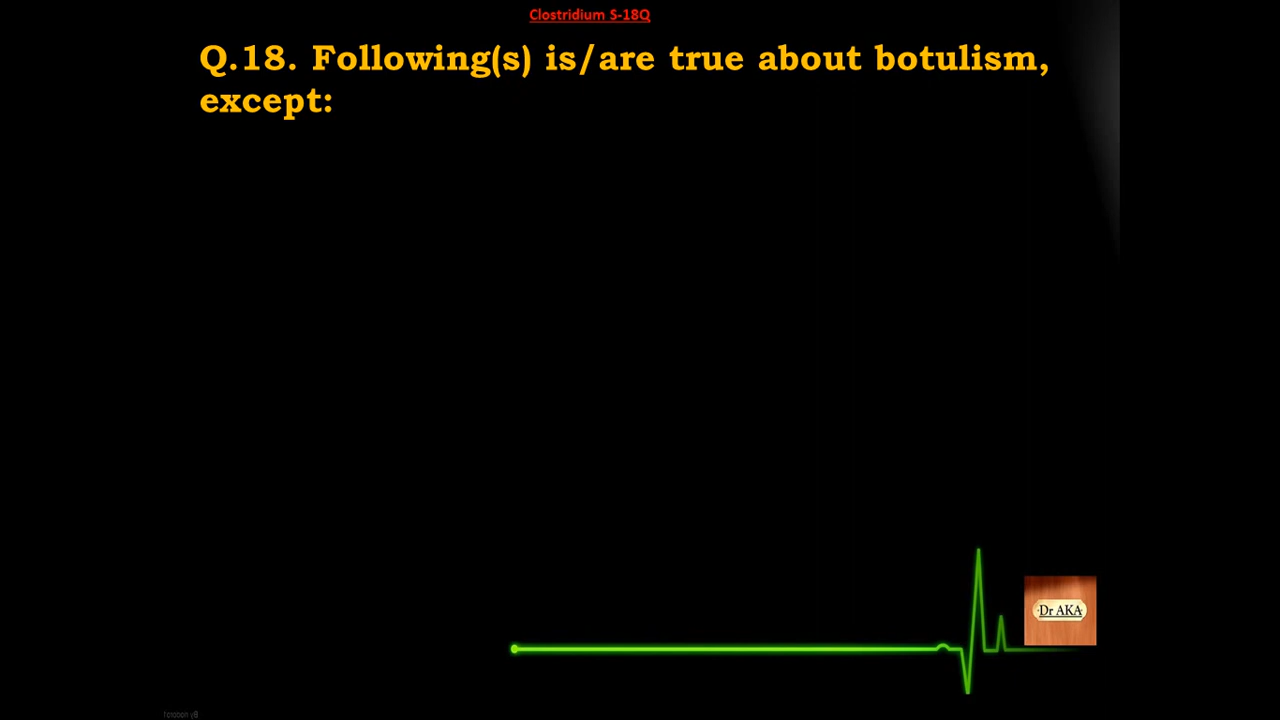 Clostridium S-18Q
Q.18. Following(s) is/are true about botulism,
except:
Dr AKA